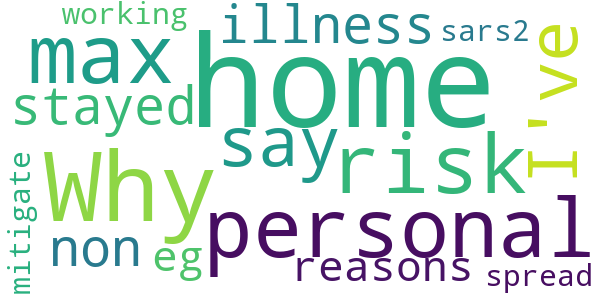 working
illness
sars2
max
home
I've
stayed
say
risk
Why
mitigate
personal
non
eg
reasons
spread